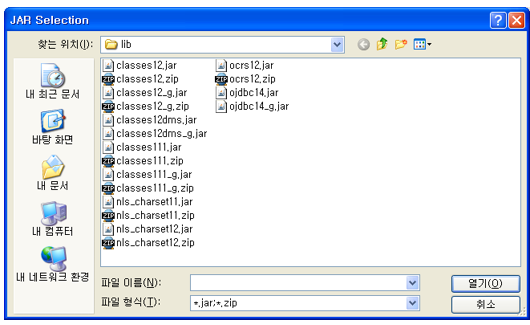 JAR Selection
찾는 위치(I):
lib
내 최근 문서
바탕 화면
내 문서
내 컴퓨터
내 네트워크 환경
classes12.jar
classes12.zip
classes12_g.jar
classes12_g.zip
classes12dms.jar
classes12dms_g.jar
classes111.jar
classes111.zip
classes111_g.jar
classes111_g.zip
nls_charset11.jar
nls_charset11.zip
nls_charset12.jar
nls_charset12.zip
ocrs12.jar
ocrs12.zip
ojdbc14.jar
ojdbc14_g.jar
파일 이름(N):
열기(O)
파일 형식(T):
*.jar;*.zip
취소